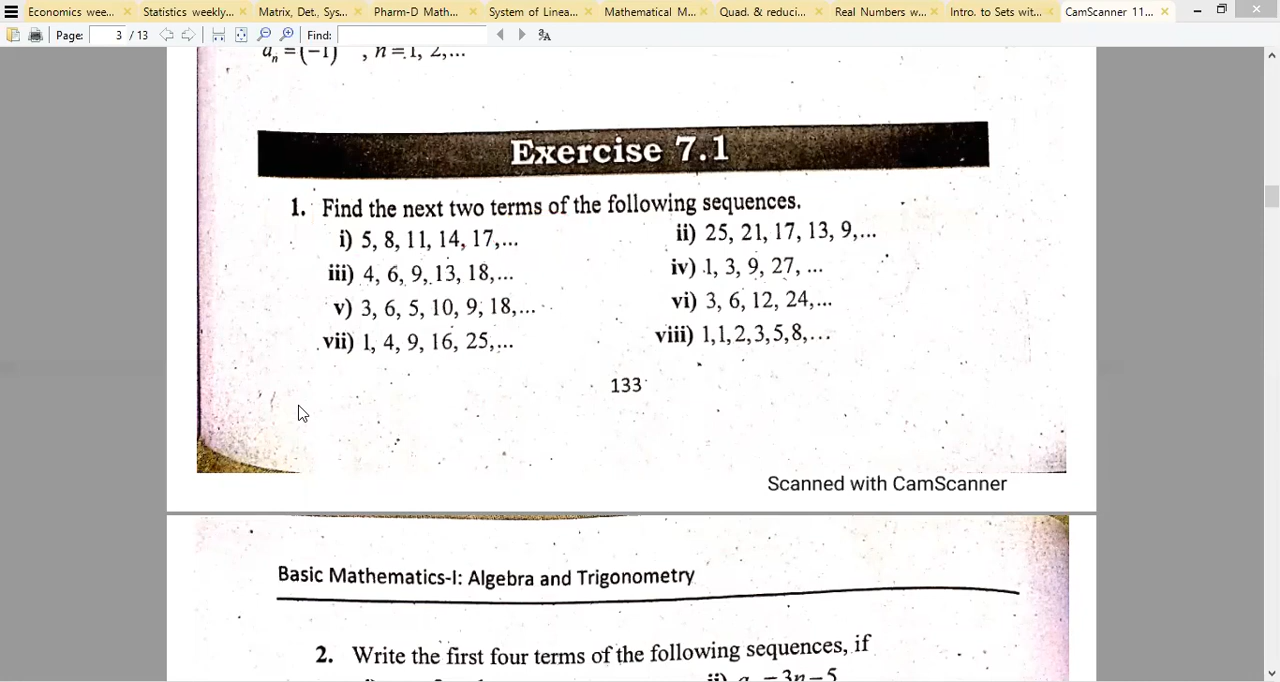 Economics wee... Statistics weekly... Matrix, Det., Sys... Pharm-D Math... System of Linea... Mathematical M... Quad. & reduci... Real Numbers w... Intro. to Sets wit... CamScanner 11...
Page: 3 / 13 Find:
aₙ = (−1) , n = 1, 2,...
Exercise 7.1
1. Find the next two terms of the following sequences.
i) 5, 8, 11, 14, 17,... ii) 25, 21, 17, 13, 9,...
iii) 4, 6, 9, 13, 18,... iv) 1, 3, 9, 27, ...
v) 3, 6, 5, 10, 9, 18,... vi) 3, 6, 12, 24,...
vii) 1, 4, 9, 16, 25,... viii) 1,1,2,3,5,8,...
133
Scanned with CamScanner
Basic Mathematics-I: Algebra and Trigonometry
2. Write the first four terms of the following sequences, if
ii) a = 3n − 5